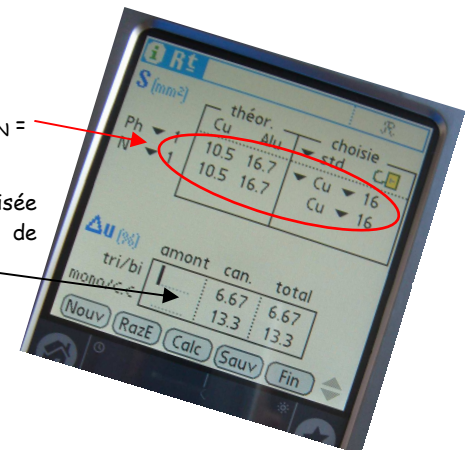 i Rt
S (mm²)
R
théor. choisie
Cu Alu std
Ph 1 10.5 16.7 Cu 16
N 1 10.5 16.7 Cu 16
N =
isée
de
Δu (%)
amont can. total
tri/bi 6.67 6.67
mono/C.C 13.3 13.3
Nouv RazE Calc Sauv Fin